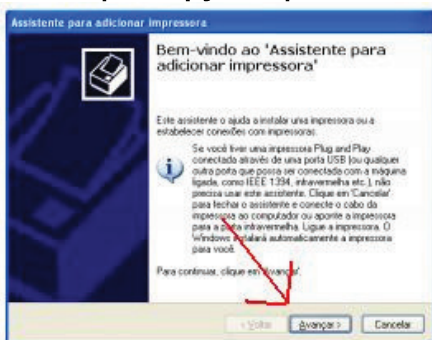 Assistente para adicionar impressora
Bem-vindo ao 'Assistente para
adicionar impressora'
Este assistente o ajuda a instalar uma impressora ou a
estabelecer conexões com impressoras.
Se você tiver uma impressora Plug and Play
conectada através de uma porta USB (ou qualquer
outra porta que possa ser conectada com a máquina
ligada, como IEEE 1394, infravermelha etc.), não
precisa usar este assistente. Clique em 'Cancelar'
para fechar o assistente e conecte o cabo da
impressora ao computador ou aponte a impressora
para a porta infravermelha. Ligue a impressora. O
Windows instalará automaticamente a impressora
para você.
Para continuar, clique em 'Avançar'.
< Voltar Avançar > Cancelar